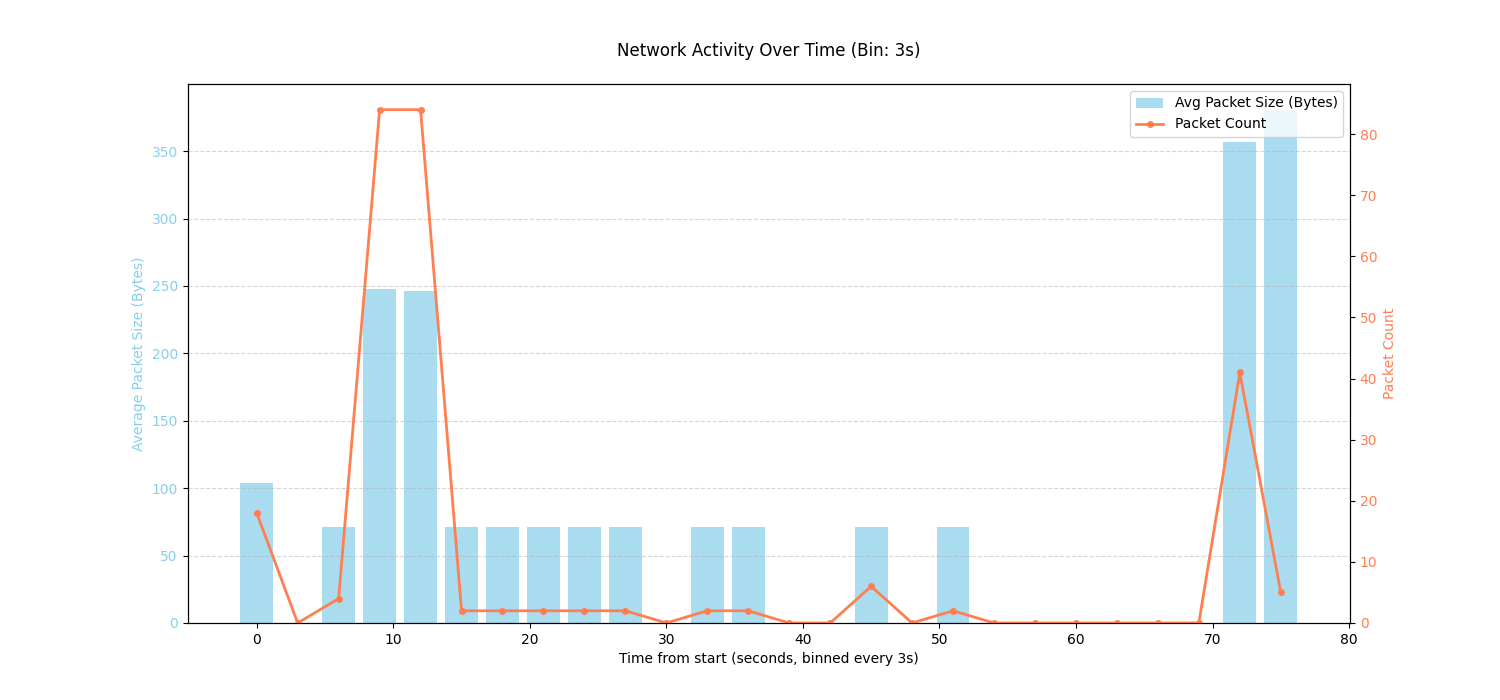 Network Activity Over Time (Bin: 3s)
Avg Packet Size (Bytes)
Packet Count
Average Packet Size (Bytes)
350
300
250
200
150
100
50
0
80
70
60
50
40
30
20
10
0
Packet Count
0 10 20 30 40 50 60 70 80
Time from start (seconds, binned every 3s)